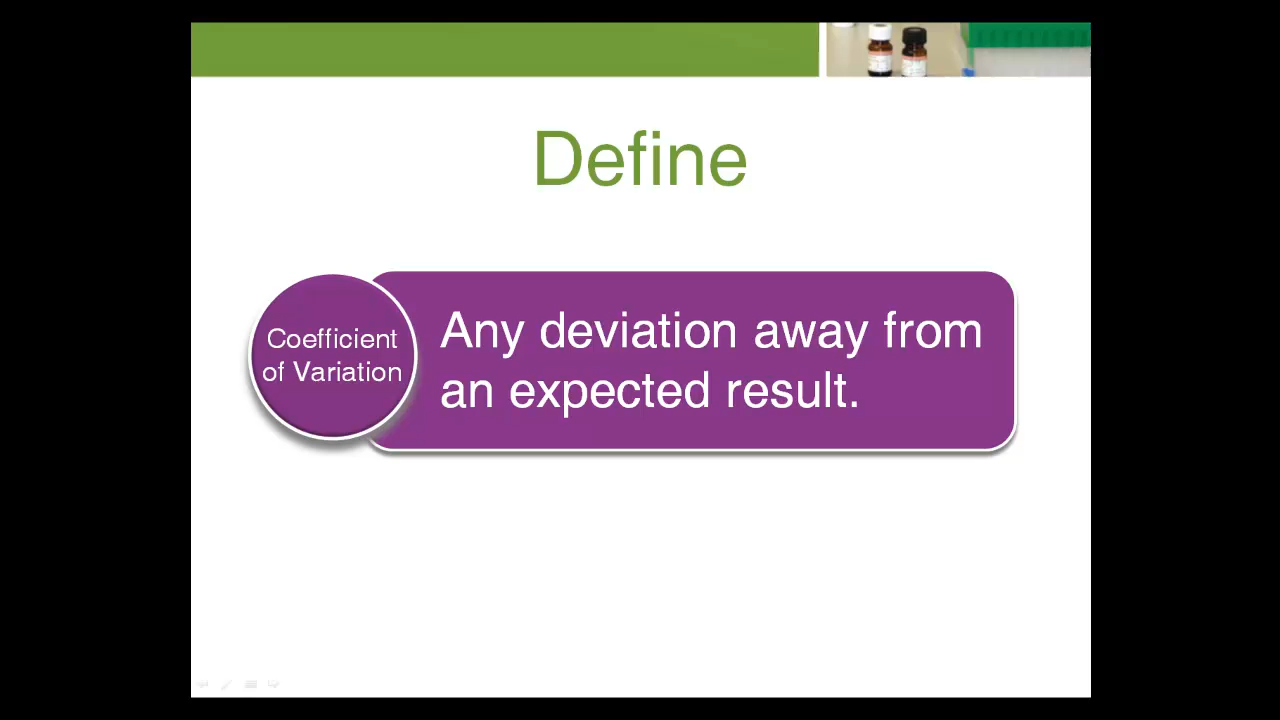 Define
Coefficient
of Variation
Any deviation away from
an expected result.